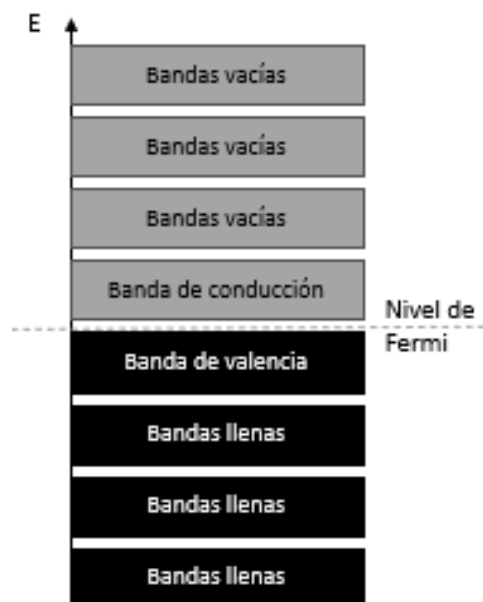 E
Bandas vacías
Bandas vacías
Bandas vacías
Banda de conducción
Nivel de
Fermi
Banda de valencia
Bandas llenas
Bandas llenas
Bandas llenas